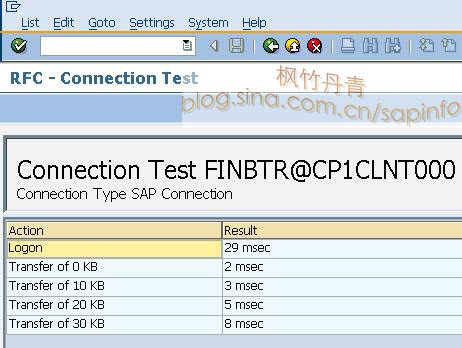 List Edit Goto Settings System Help
RFC - Connection Test
枫竹丹青
blog.sina.com.cn/sapinfo
Connection Test FINBTR@CP1CLNT000
Connection Type SAP Connection
Action Result
Logon 29 msec
Transfer of 0 KB 2 msec
Transfer of 10 KB 3 msec
Transfer of 20 KB 5 msec
Transfer of 30 KB 8 msec